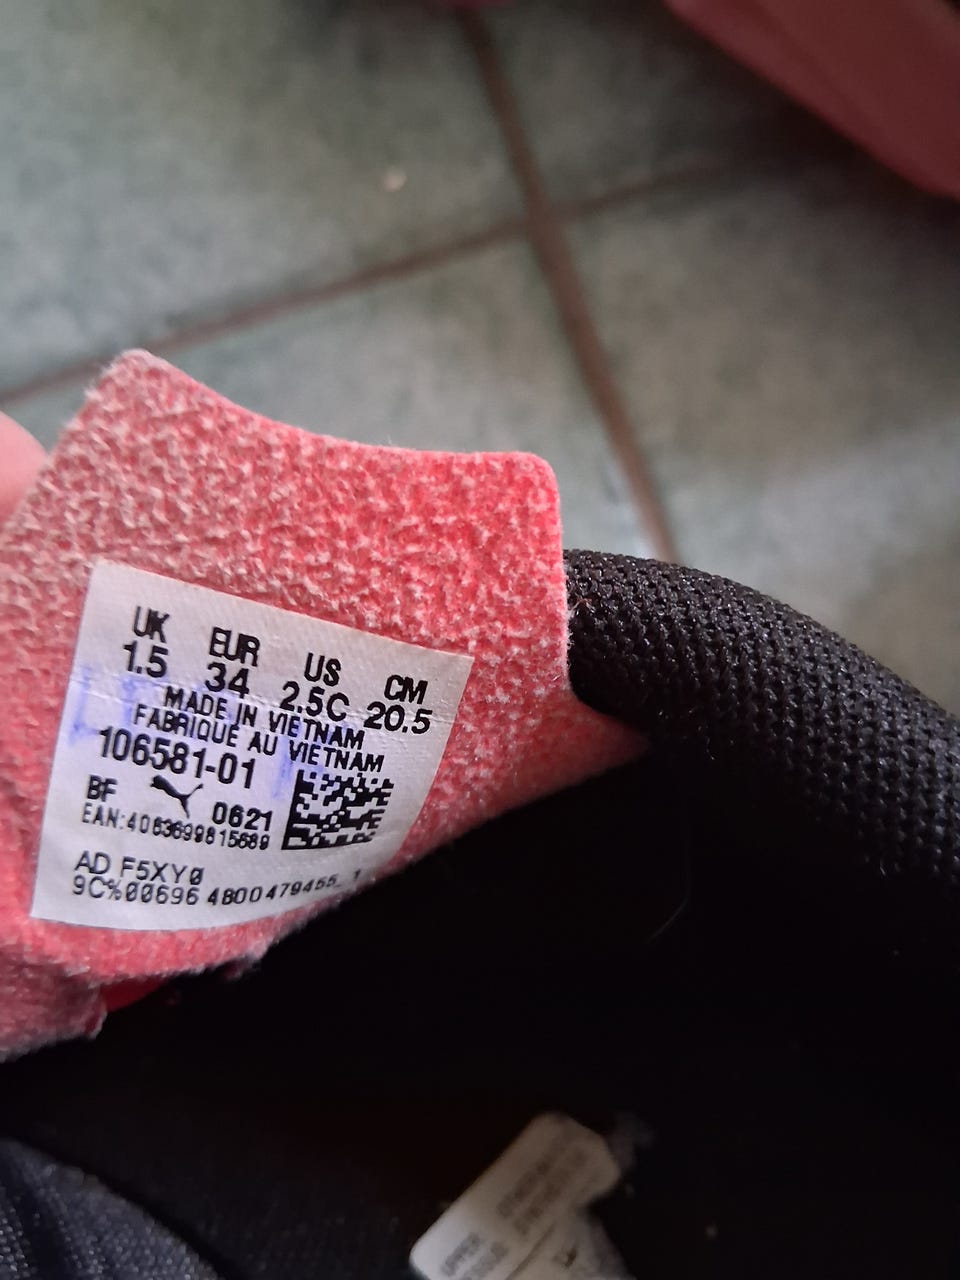 UK EUR US CM
1.5 34 2.5C 20.5
MADE IN VIETNAM
FABRIQUE AU VIETNAM
106581-01
BF 0621
EAN:4063699815689
AD F5XY0
9C%00696 4800479455_1